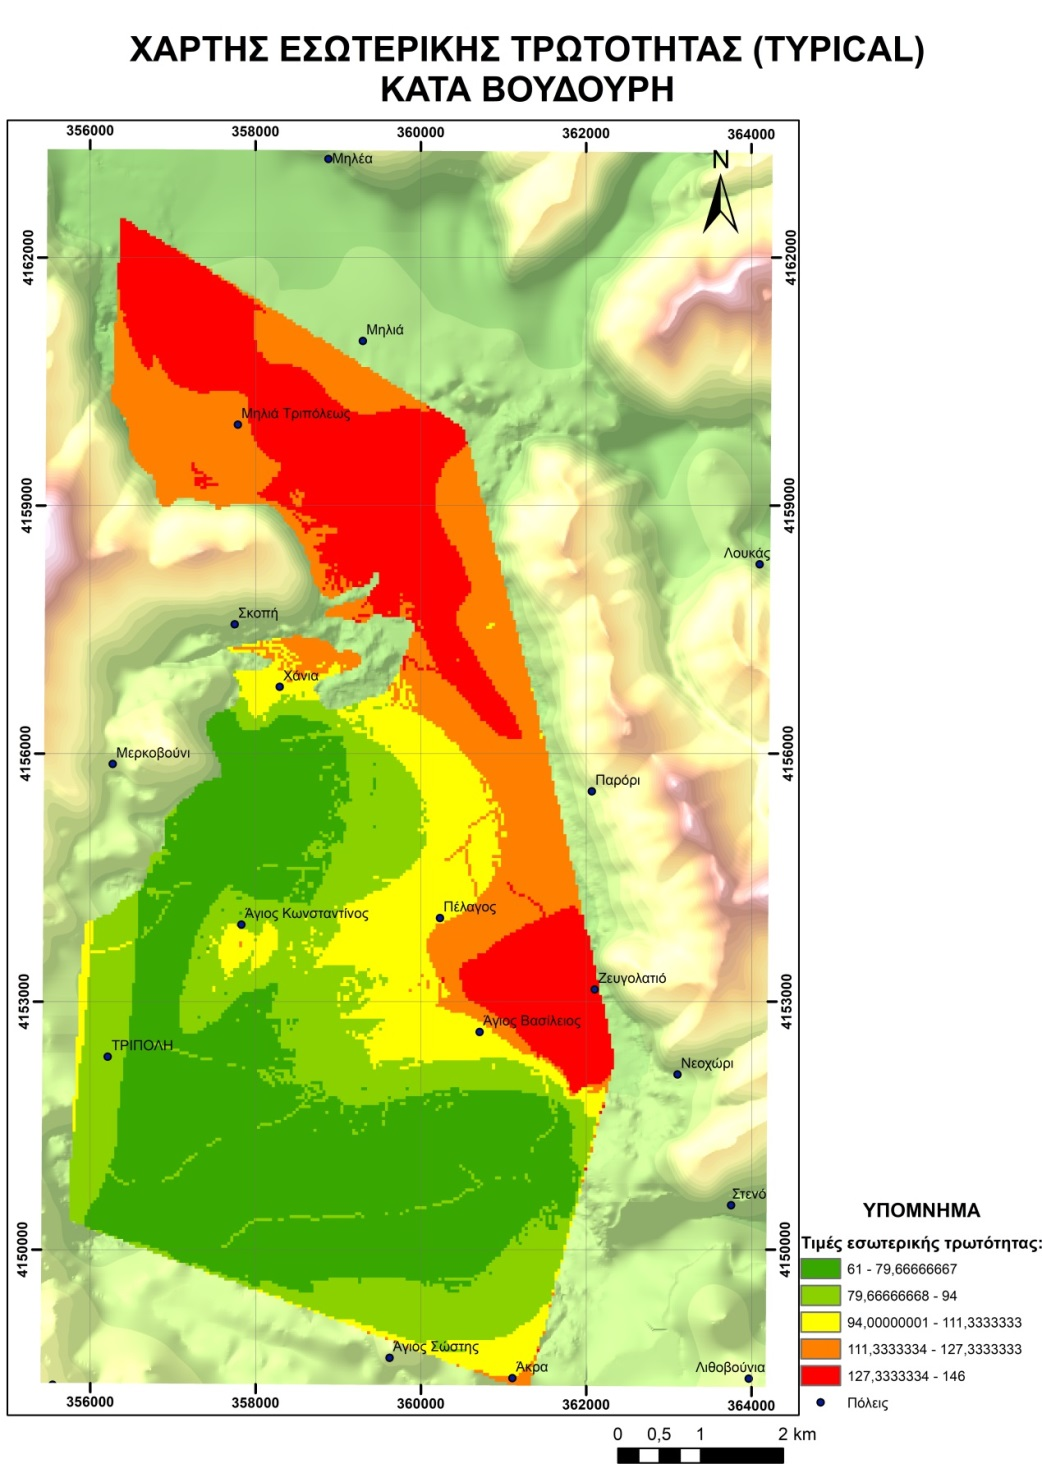 ΧΑΡΤΗΣ ΕΣΩΤΕΡΙΚΗΣ ΤΡΩΤΟΤΗΤΑΣ (TYPICAL)
ΚΑΤΑ ΒΟΥΔΟΥΡΗ
356000 358000 360000 362000 364000
Μηλέα
N
4162000 4162000
Μηλιά
Μηλιά Τριπόλεως
4159000 4159000
Λουκάς
Σκοπή
Χάνια
Μερκοβούνι
4156000 4156000
Παρόρι
Πέλαγος
Άγιος Κωνσταντίνος
Ζευγολατιό
4153000 4153000
Άγιος Βασίλειος
ΤΡΙΠΟΛΗ
Νεοχώρι
Στενό
4150000 4150000
Άγιος Σώστης
Άκρα
Λιθοβούνια
356000 358000 360000 362000 364000
ΥΠΟΜΝΗΜΑ
Τιμές εσωτερικής τρωτότητας:
61 - 79,66666667
79,66666668 - 94
94,00000001 - 111,3333333
111,3333334 - 127,3333333
127,3333334 - 146
Πόλεις
0 0,5 1 2 km